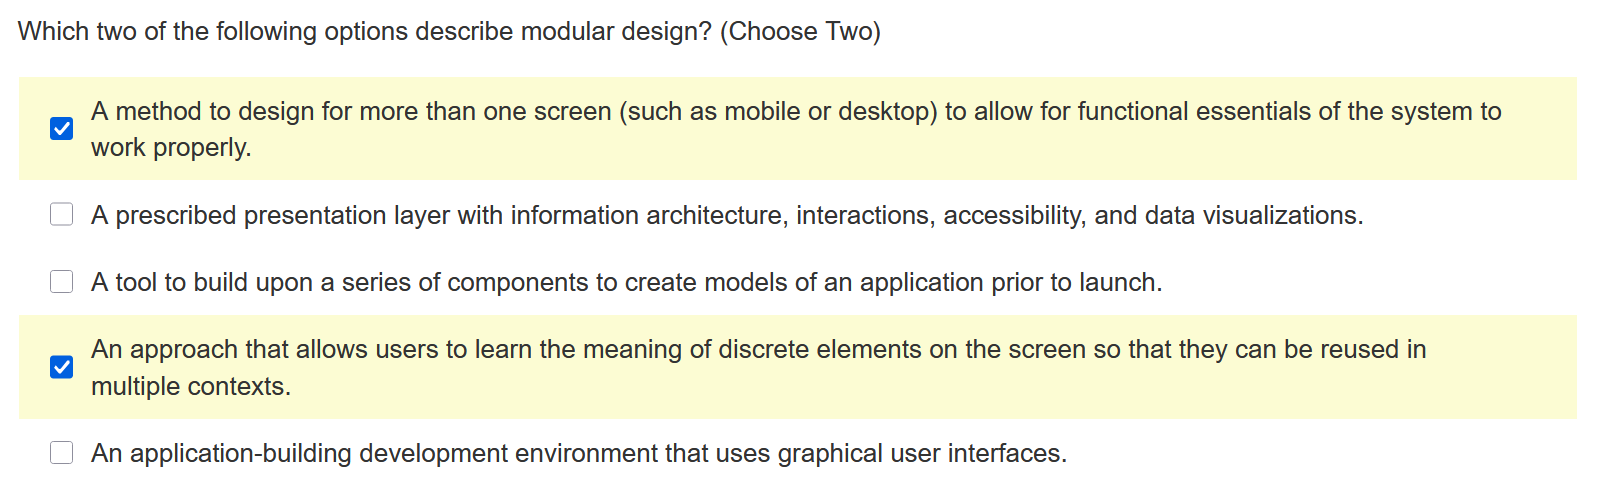 Which two of the following options describe modular design? (Choose Two)
A method to design for more than one screen (such as mobile or desktop) to allow for functional essentials of the system to
work properly.
A prescribed presentation layer with information architecture, interactions, accessibility, and data visualizations.
A tool to build upon a series of components to create models of an application prior to launch.
An approach that allows users to learn the meaning of discrete elements on the screen so that they can be reused in
multiple contexts.
An application-building development environment that uses graphical user interfaces.